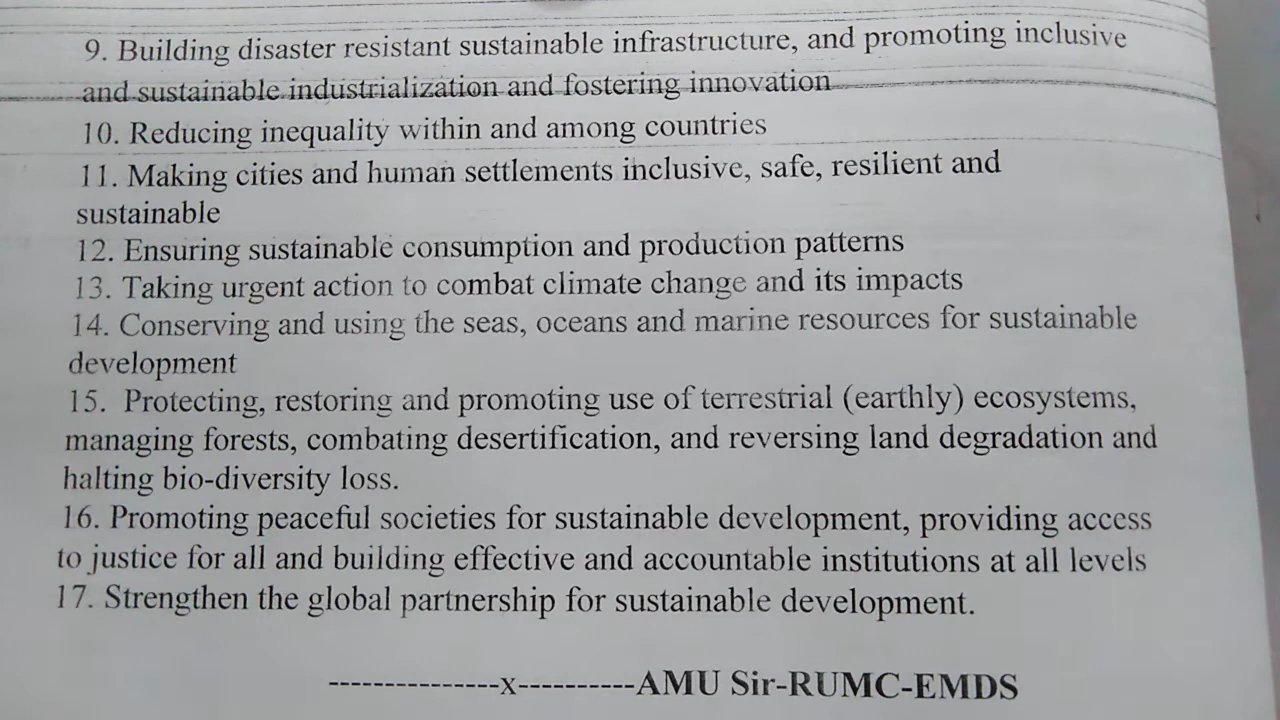 9. Building disaster resistant sustainable infrastructure, and promoting inclusive
and sustainable industrialization and fostering innovation
10. Reducing inequality within and among countries
11. Making cities and human settlements inclusive, safe, resilient and
sustainable
12. Ensuring sustainable consumption and production patterns
13. Taking urgent action to combat climate change and its impacts
14. Conserving and using the seas, oceans and marine resources for sustainable
development
15.  Protecting, restoring and promoting use of terrestrial (earthly) ecosystems,
managing forests, combating desertification, and reversing land degradation and
halting bio-diversity loss.
16. Promoting peaceful societies for sustainable development, providing access
to justice for all and building effective and accountable institutions at all levels
17. Strengthen the global partnership for sustainable development.
---------------x----------AMU Sir-RUMC-EMDS